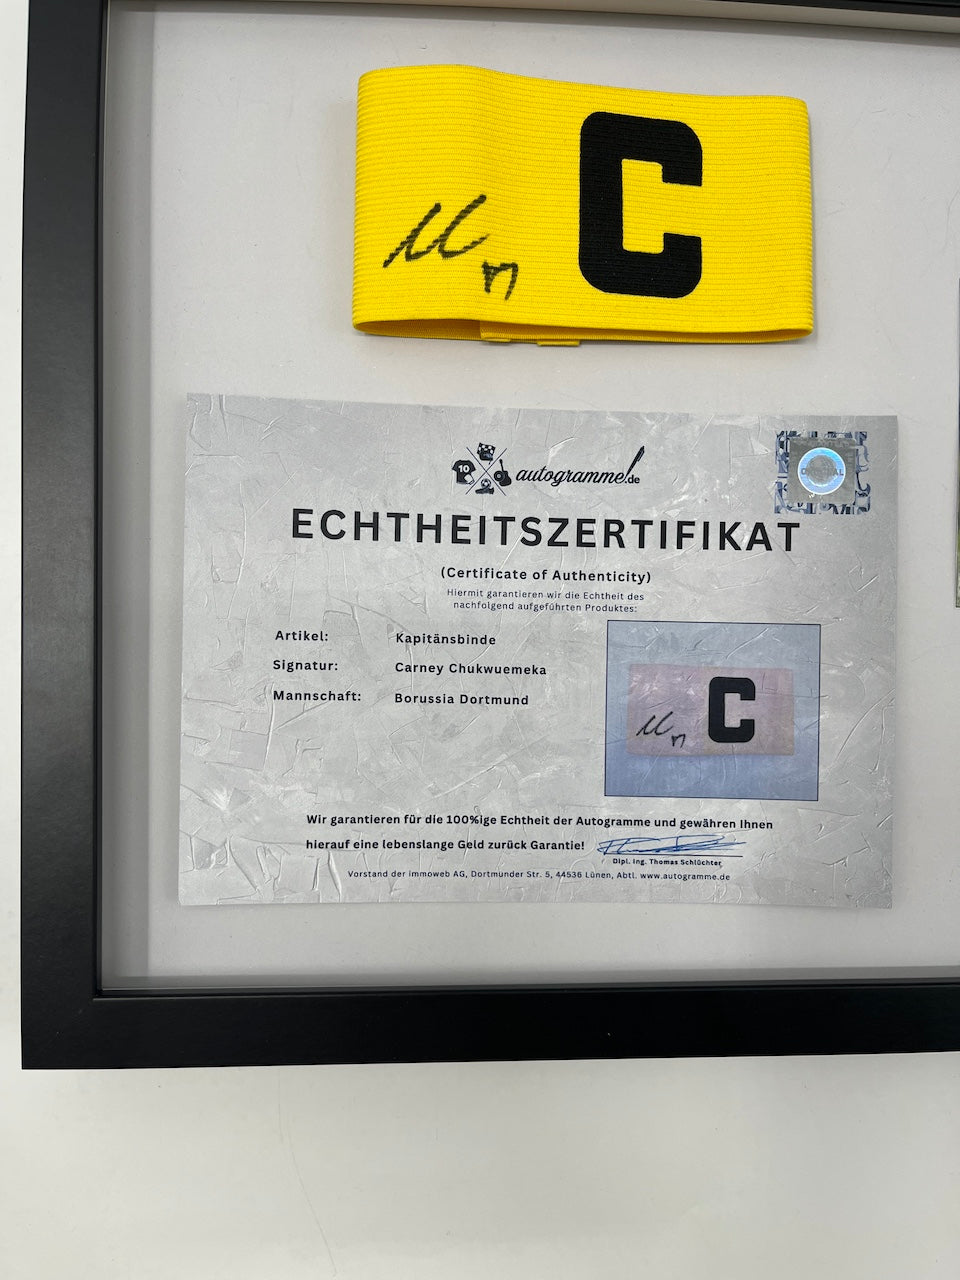 C
10
autogramme!.de
ORIGINAL
ECHTHEITSZERTIFIKAT
(Certificate of Authenticity)
Hiermit garantieren wir die Echtheit des
nachfolgend aufgeführten Produktes:
Artikel: Kapitänsbinde
Signatur: Carney Chukwuemeka
Mannschaft: Borussia Dortmund
C
Wir garantieren für die 100%ige Echtheit der Autogramme und gewähren Ihnen
hierauf eine lebenslange Geld zurück Garantie!
Dipl. Ing. Thomas Schlüchter,
Vorstand der immoweb AG, Dortmunder Str. 5, 44536 Lünen, Abtl. www.autogramme.de